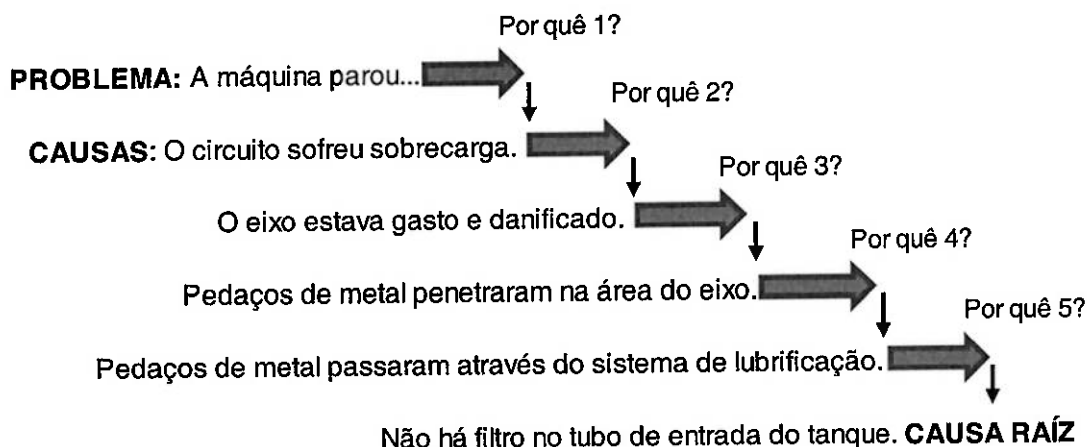 Por quê 1?
PROBLEMA: A máquina parou...
Por quê 2?
CAUSAS: O circuito sofreu sobrecarga.
Por quê 3?
O eixo estava gasto e danificado.
Por quê 4?
Pedaços de metal penetraram na área do eixo.
Por quê 5?
Pedaços de metal passaram através do sistema de lubrificação.
Não há filtro no tubo de entrada do tanque. CAUSA RAÍZ